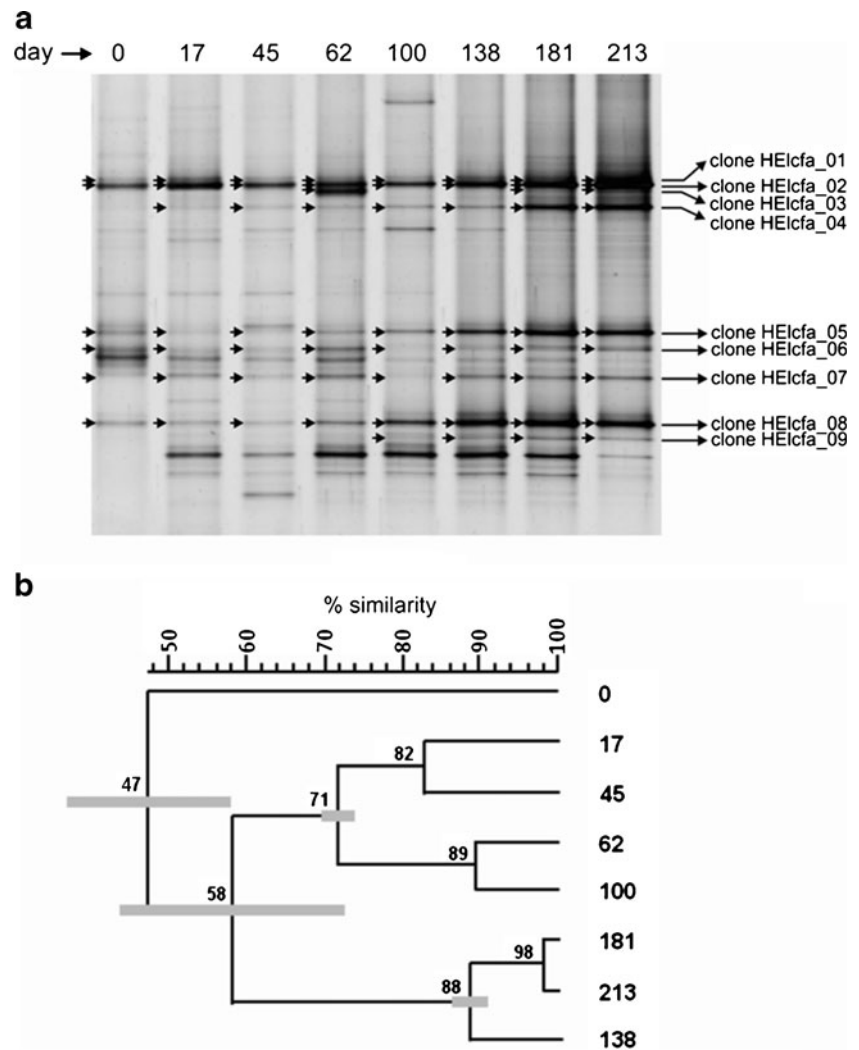 a
day 0 17 45 62 100 138 181 213
clone HElcfa_01
clone HElcfa_02
clone HElcfa_03
clone HElcfa_04
clone HElcfa_05
clone HElcfa_06
clone HElcfa_07
clone HElcfa_08
clone HElcfa_09
b
% similarity
50 60 70 80 90 100
0
17
82
45
47
71
62
89
100
58
181
98
213
88
138